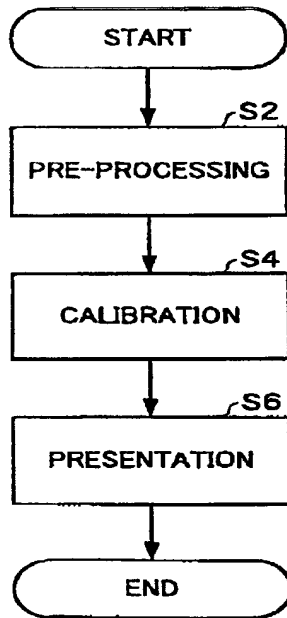 START
S2
PRE-PROCESSING
S4
CALIBRATION
S6
PRESENTATION
END